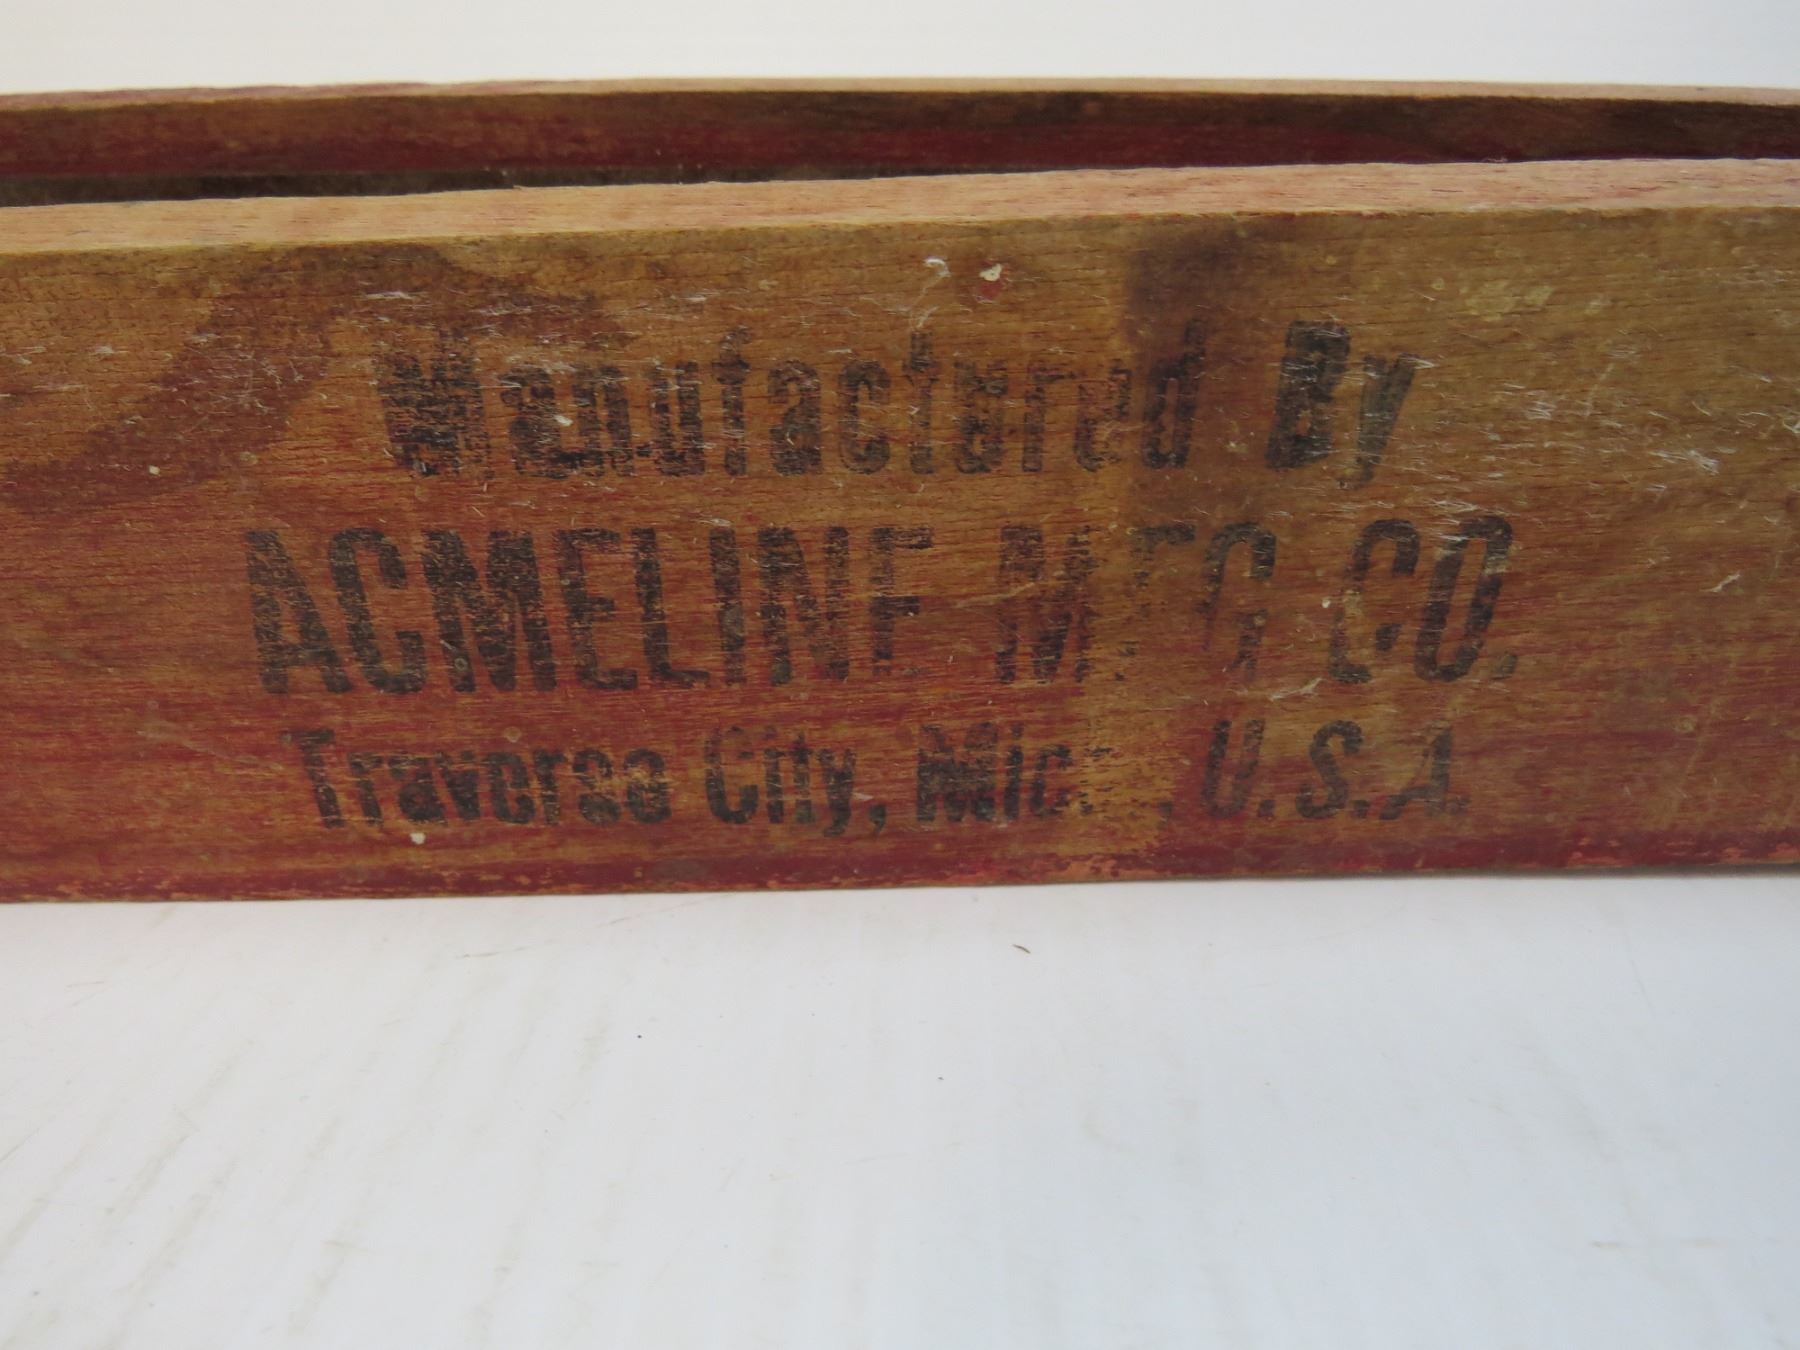 Manufactured By
ACMELINE MFG CO.
Traverse City, Mich., U.S.A.